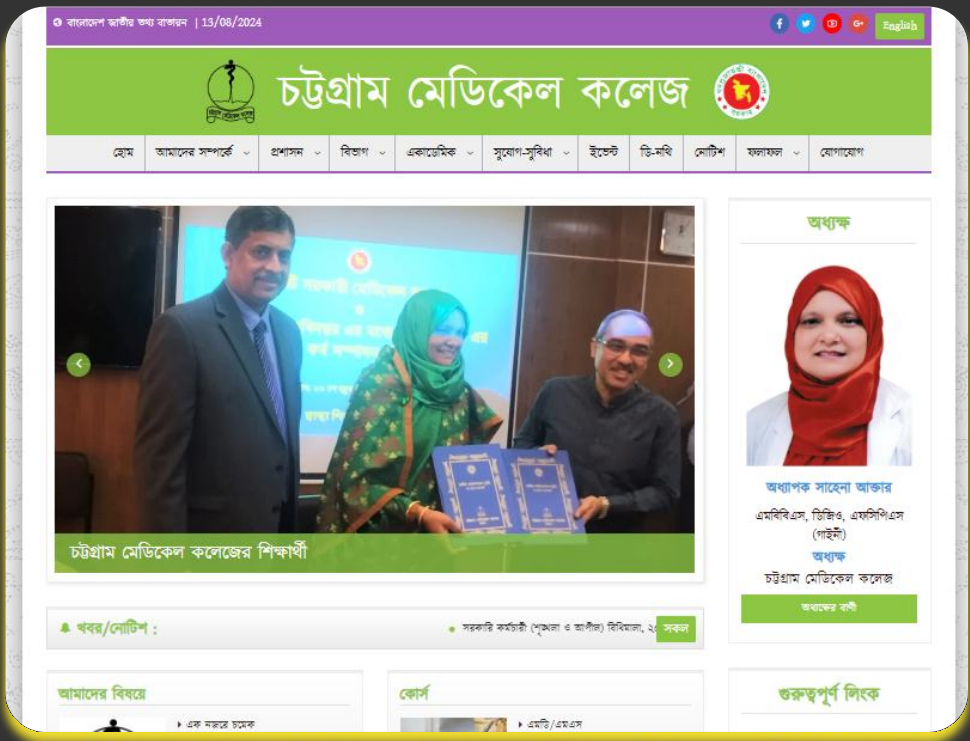 বাংলাদেশ জাতীয় তথ্য বাতায়ন | 13/08/2024
English
চট্টগ্রাম মেডিকেল কলেজ
হোম আমাদের সম্পর্কে প্রশাসন বিভাগ একাডেমিক সুযোগ-সুবিধা ইভেন্ট ডি-নথি নোটিশ ফলাফল যোগাযোগ
চট্টগ্রাম মেডিকেল কলেজের শিক্ষার্থী
অধ্যক্ষ
অধ্যাপক সাহেনা আক্তার
এমবিবিএস, ডিজিও, এফসিপিএস
(গাইনী)
অধ্যক্ষ
চট্টগ্রাম মেডিকেল কলেজ
অধ্যক্ষের বাণী
খবর/নোটিশ :
সরকারি কর্মচারী (শৃঙ্খলা ও আপীল) বিধিমালা,
সকল
আমাদের বিষয়ে
এক নজরে চমেক
কোর্স
এমডি/এমএস
গুরুত্বপূর্ণ লিংক